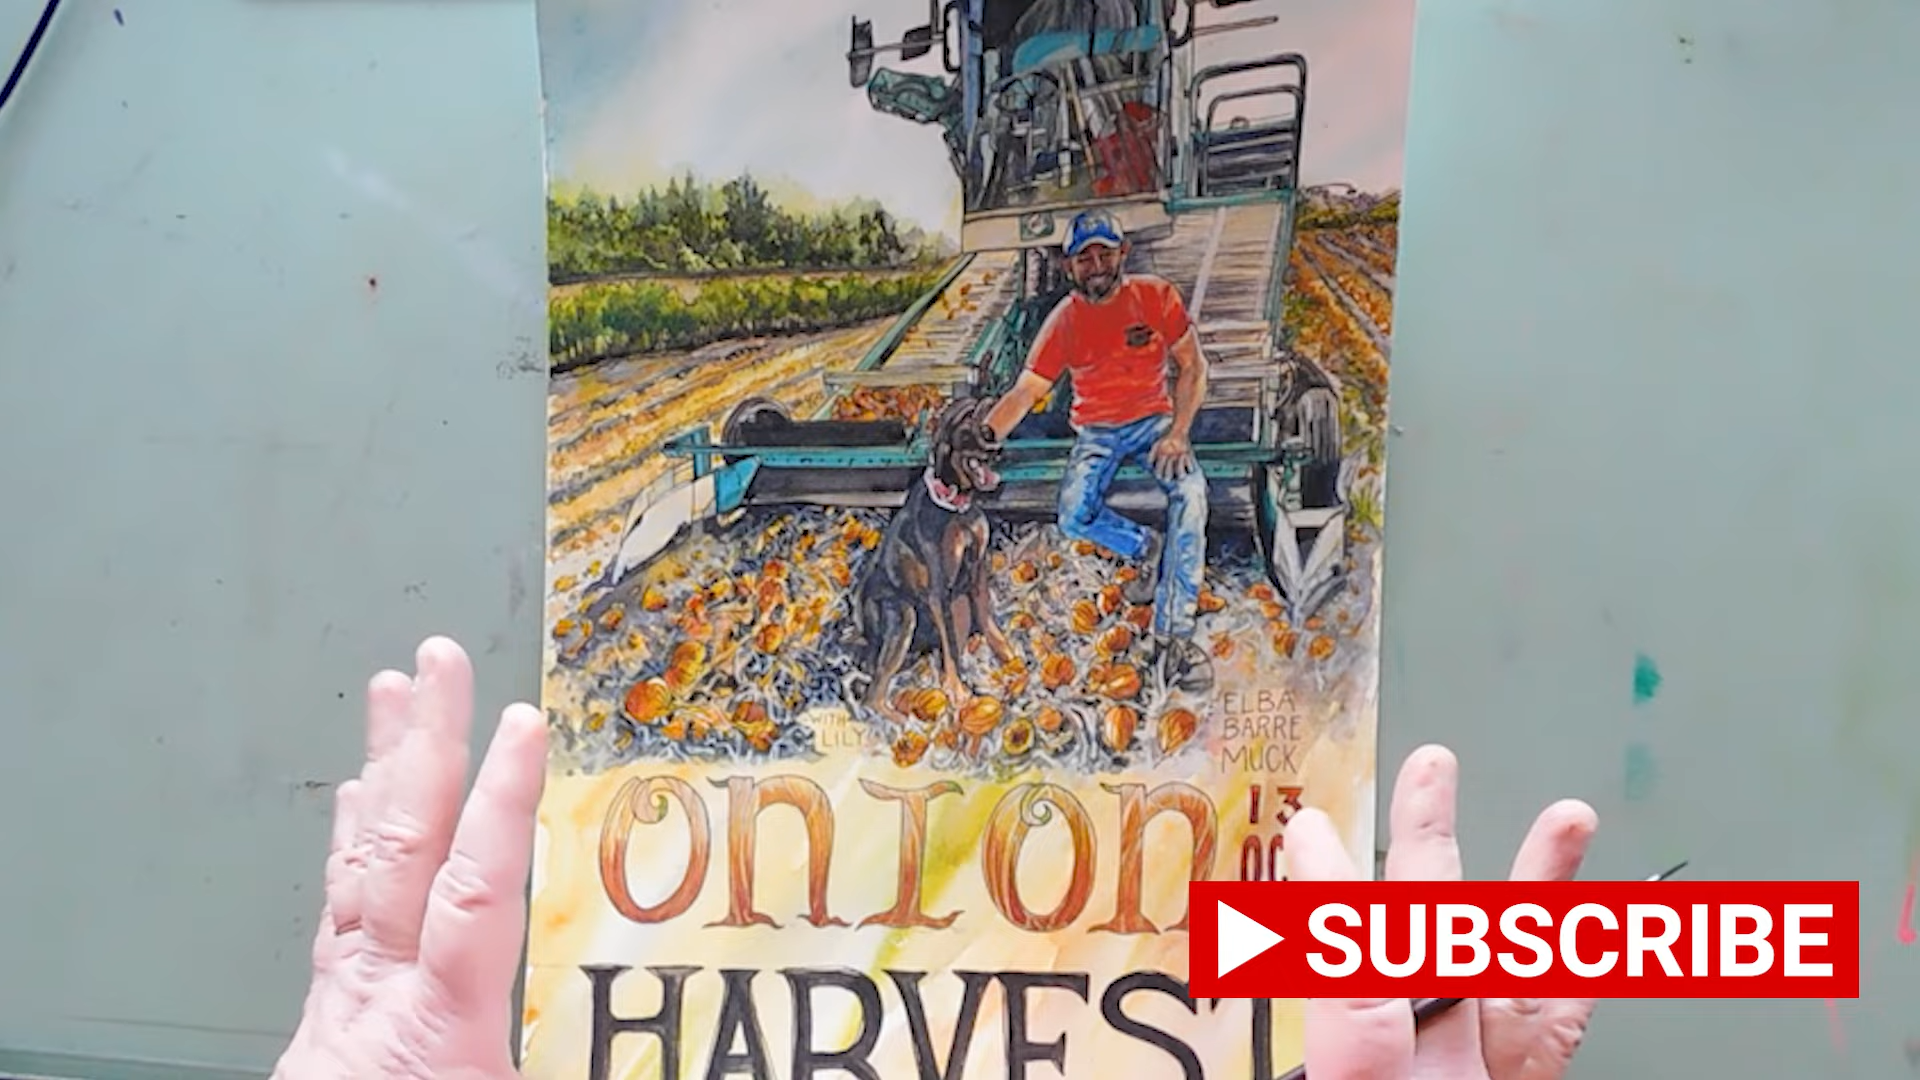 WITH
LILY
ELBA
BARRE
MUCK
ONION
13
OC
HARVEST
SUBSCRIBE